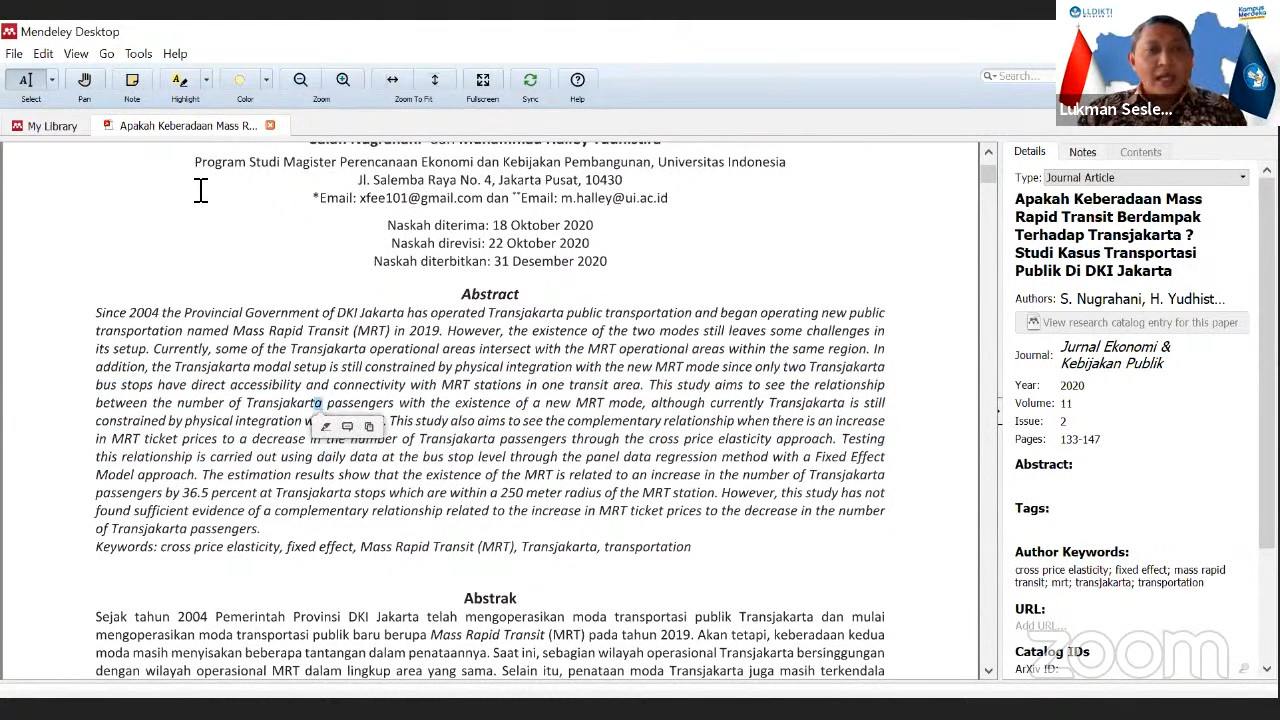 Mendeley Desktop
File Edit View Go Tools Help
Select Pan Note Highlight Color Zoom Zoom To Fit Fullscreen Sync Help
Search...
LLDIKTI
Kampus Merdeka
Lukman Sesle...
My Library
Apakah Keberadaan Mass R...
Program Studi Magister Perencanaan Ekonomi dan Kebijakan Pembangunan, Universitas Indonesia
Jl. Salemba Raya No. 4, Jakarta Pusat, 10430
*Email: xfee101@gmail.com dan **Email: m.halley@ui.ac.id
Naskah diterima: 18 Oktober 2020
Naskah direvisi: 22 Oktober 2020
Naskah diterbitkan: 31 Desember 2020
Abstract
Since 2004 the Provincial Government of DKI Jakarta has operated Transjakarta public transportation and began operating new public
transportation named Mass Rapid Transit (MRT) in 2019. However, the existence of the two modes still leaves some challenges in
its setup. Currently, some of the Transjakarta operational areas intersect with the MRT operational areas within the same region. In
addition, the Transjakarta modal setup is still constrained by physical integration with the new MRT mode since only two Transjakarta
bus stops have direct accessibility and connectivity with MRT stations in one transit area. This study aims to see the relationship
between the number of Transjakarta passengers with the existence of a new MRT mode, although currently Transjakarta is still
constrained by physical integration . This study also aims to see the complementary relationship when there is an increase
in MRT ticket prices to a decrease in the number of Transjakarta passengers through the cross price elasticity approach. Testing
this relationship is carried out using daily data at the bus stop level through the panel data regression method with a Fixed Effect
Model approach. The estimation results show that the existence of the MRT is related to an increase in the number of Transjakarta
passengers by 36.5 percent at Transjakarta stops which are within a 250 meter radius of the MRT station. However, this study has not
found sufficient evidence of a complementary relationship related to the increase in MRT ticket prices to the decrease in the number
of Transjakarta passengers.
Keywords: cross price elasticity, fixed effect, Mass Rapid Transit (MRT), Transjakarta, transportation
Abstrak
Sejak tahun 2004 Pemerintah Provinsi DKI Jakarta telah mengoperasikan moda transportasi publik Transjakarta dan mulai
mengoperasikan moda transportasi publik baru berupa Mass Rapid Transit (MRT) pada tahun 2019. Akan tetapi, keberadaan kedua
moda masih menyisakan beberapa tantangan dalam penataannya. Saat ini, sebagian wilayah operasional Transjakarta bersinggungan
dengan wilayah operasional MRT dalam lingkup area yang sama. Selain itu, penataan moda Transjakarta juga masih terkendala
Details Notes Contents
Type: Journal Article
Apakah Keberadaan Mass
Rapid Transit Berdampak
Terhadap Transjakarta ?
Studi Kasus Transportasi
Publik Di DKI Jakarta
Authors: S. Nugrahani, H. Yudhist...
View research catalog entry for this paper
Journal: Jurnal Ekonomi &
Kebijakan Publik
Year: 2020
Volume: 11
Issue: 2
Pages: 133-147
Abstract:
Tags:
Author Keywords:
cross price elasticity; fixed effect; mass rapid
transit; mrt; transjakarta; transportation
URL:
Add URL...
Catalog IDs
ArXiv ID:
zoom